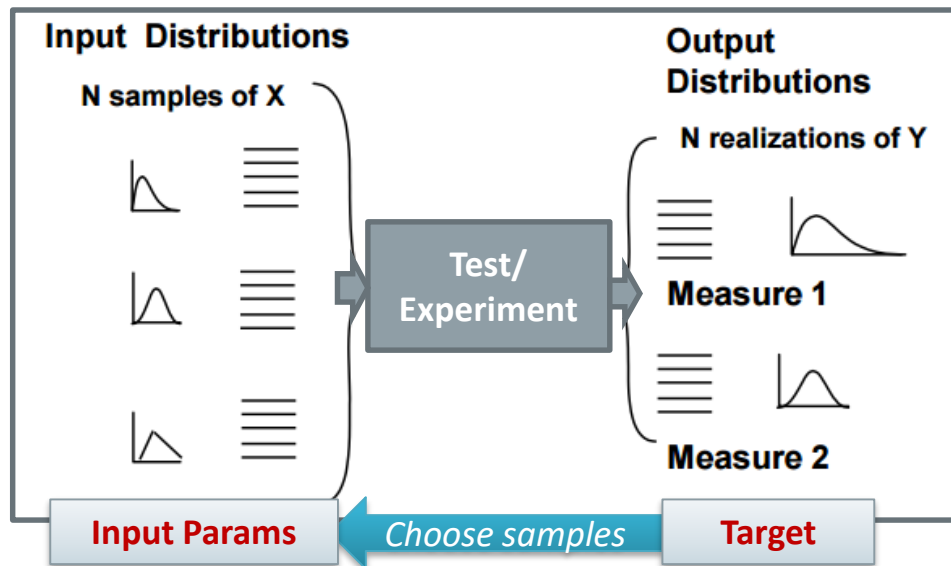 Input Distributions
N samples of X
Test/
Experiment
Output
Distributions
N realizations of Y
Measure 1
Measure 2
Input Params
Choose samples
Target